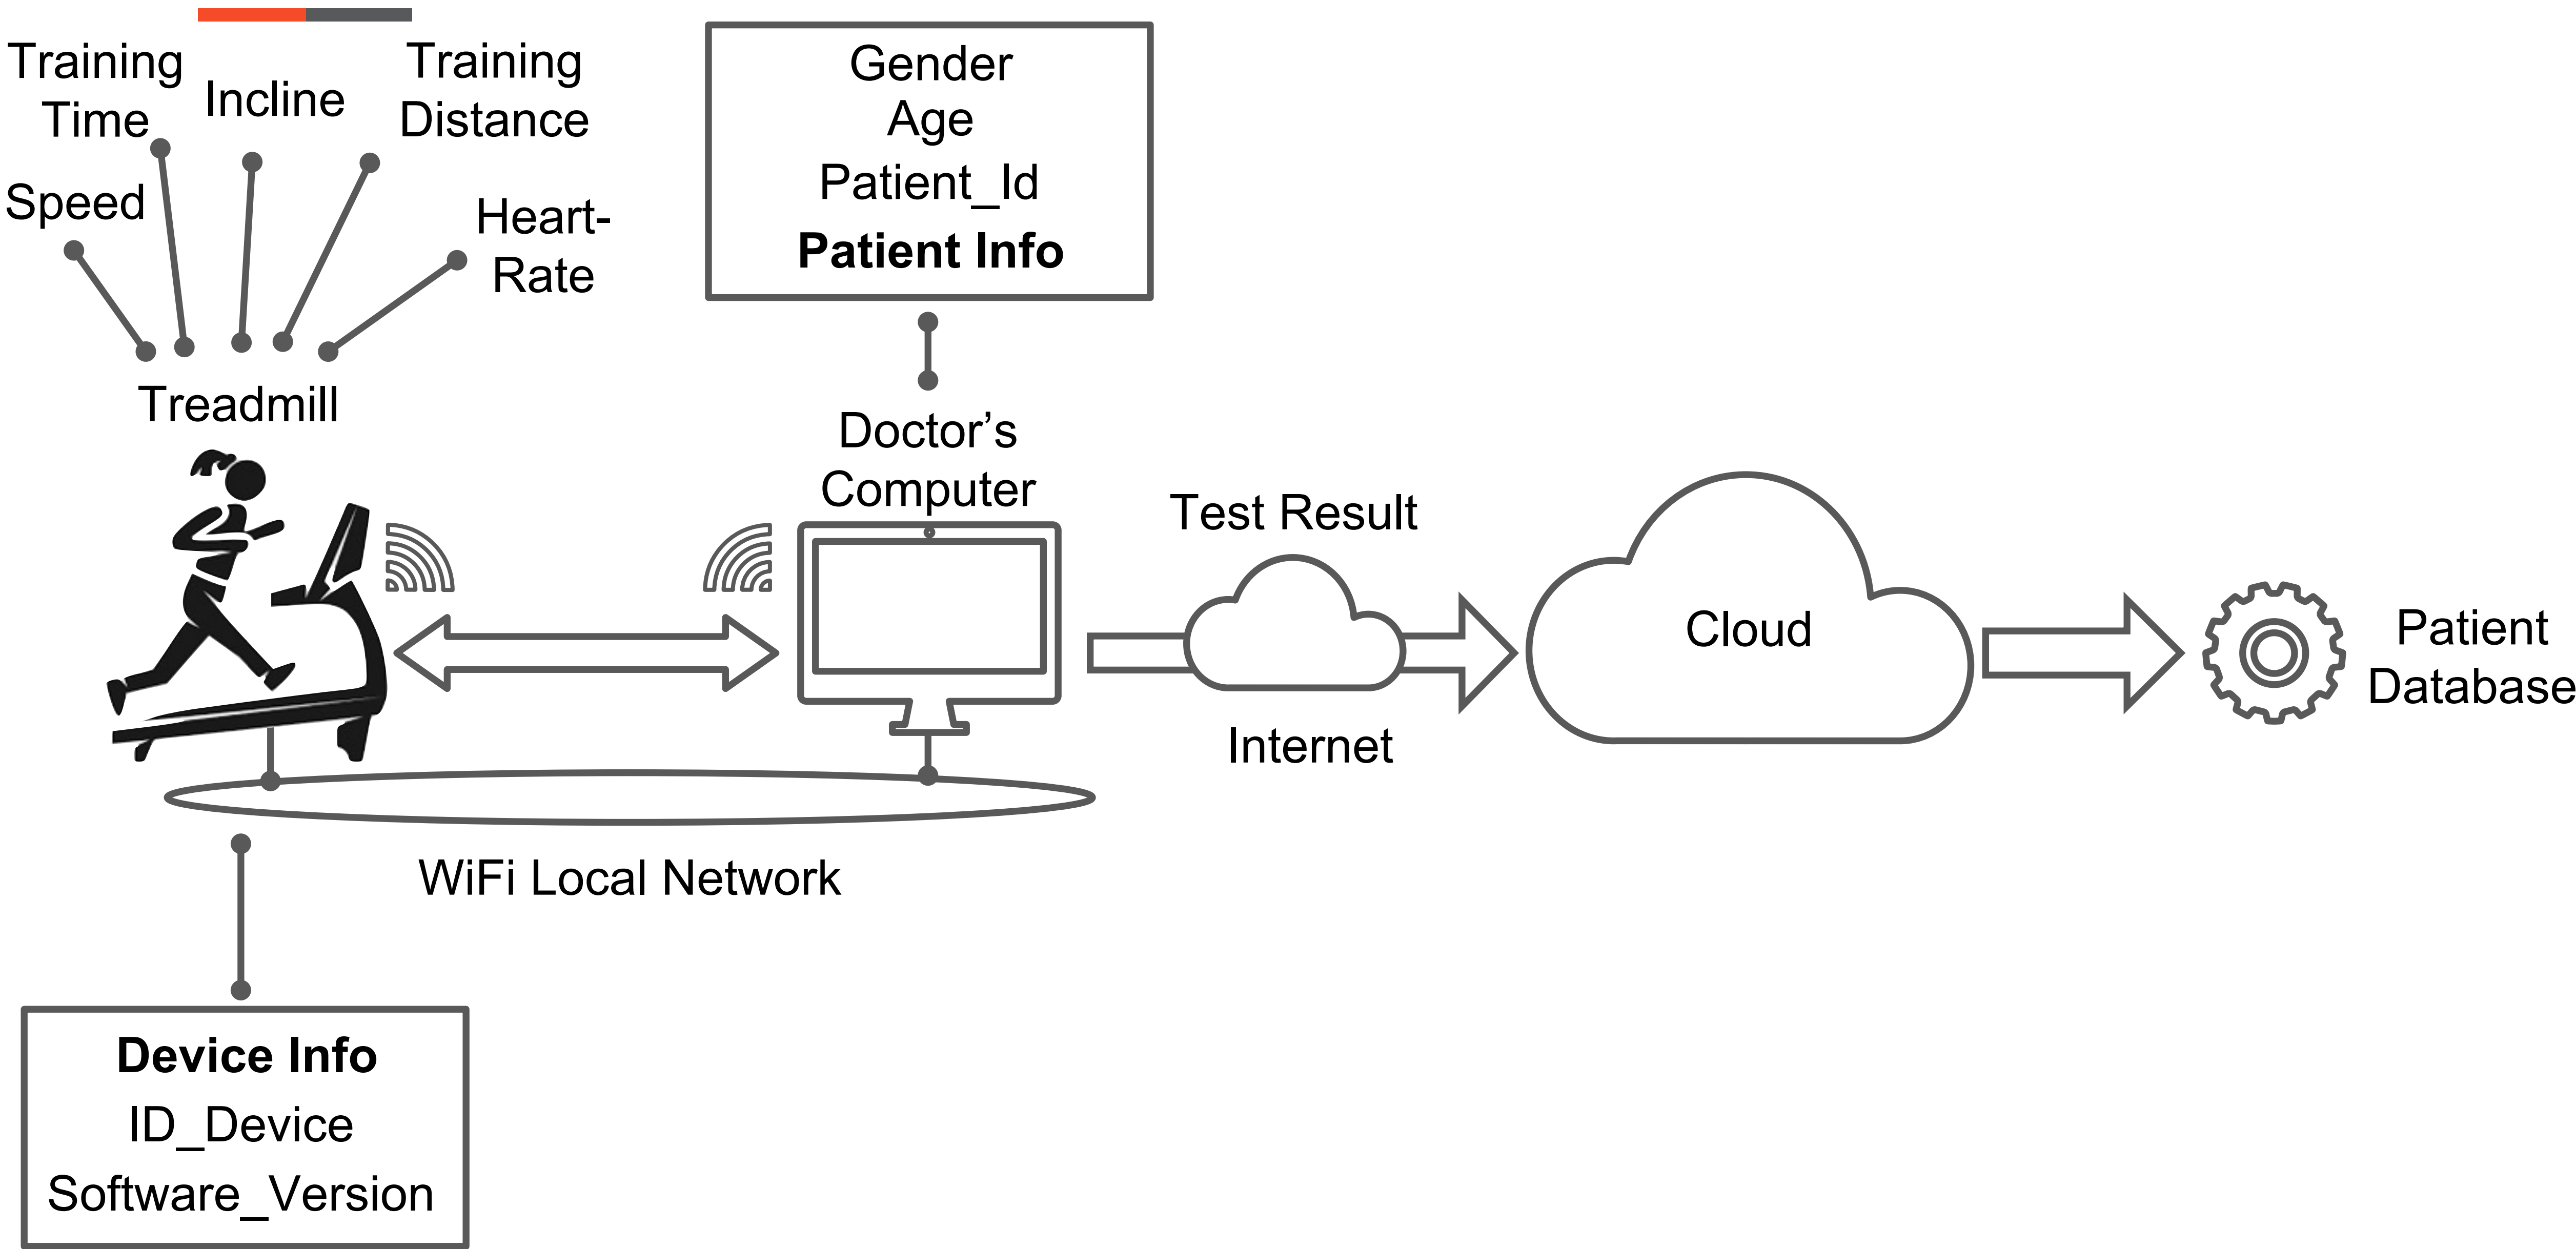 Training
Time
Incline
Training
Distance
Speed
Heart-
Rate
Treadmill
Gender
Age
Patient_Id
Patient Info
Doctor’s
Computer
Test Result
Internet
Cloud
Patient
Database
WiFi Local Network
Device Info
ID_Device
Software_Version